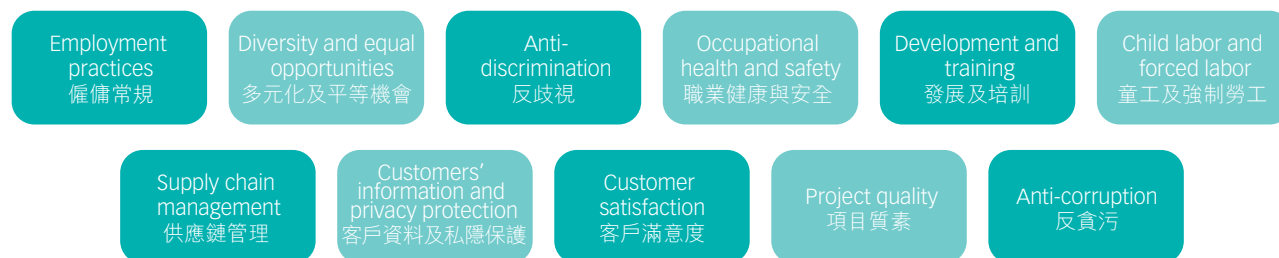 Employment
practices
僱傭常規
Diversity and equal
opportunities
多元化及平等機會
Anti-
discrimination
反歧視
Occupational
health and safety
職業健康與安全
Development and
training
發展及培訓
Child labor and
forced labor
童工及強制勞工
Supply chain
management
供應鏈管理
Customers'
information and
privacy protection
客戶資料及私隱保護
Customer
satisfaction
客戶滿意度
Project quality
項目質素
Anti-corruption
反貪污